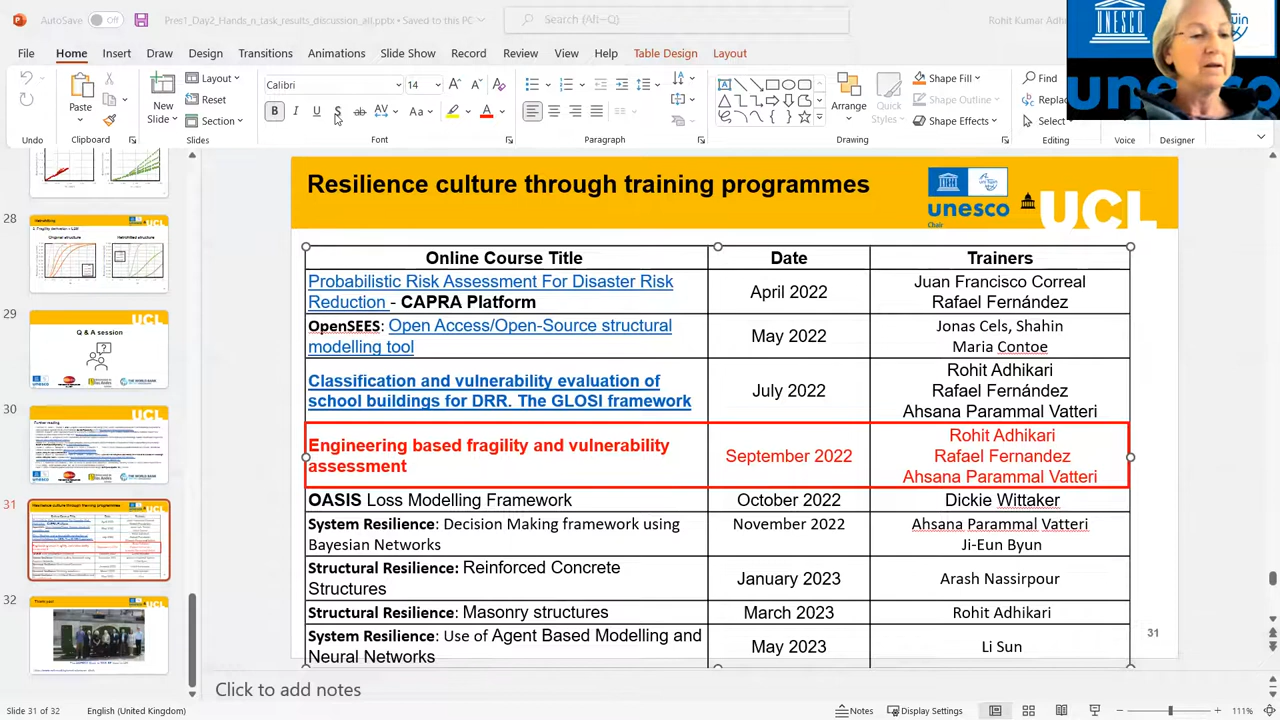 AutoSave
Off
Pres1_Day2_Hands_n_task_results_discussion_all.pptx • Saved to this PC
Search (Alt+Q)
Rohit Kumar Adh
File Home Insert Draw Design Transitions Animations Slide Show Record Review View Help Table Design Layout
Paste
New
Slide
Layout
Reset
Section
Calibri
14
Find
Replac
Select
Arrange
Quick
Styles
Shape Fill
Shape Outline
Shape Effects
Undo Clipboard Slides Font Paragraph Drawing Voice Designer
unesco
28
29
Q & A session
30
31
32
Resilience culture through training programmes
unesco
Chair
UCL
Online Course Title Date Trainers
Probabilistic Risk Assessment For Disaster Risk
Reduction - CAPRA Platform
April 2022
Juan Francisco Correal
Rafael Fernández
OpenSEES: Open Access/Open-Source structural
modelling tool
May 2022
Jonas Cels, Shahin
Maria Contoe
Classification and vulnerability evaluation of
school buildings for DRR. The GLOSI framework
July 2022
Rohit Adhikari
Rafael Fernández
Ahsana Parammal Vatteri
Engineering based fragility and vulnerability
assessment
September 2022
Rohit Adhikari
Rafael Fernandez
Ahsana Parammal Vatteri
OASIS Loss Modelling Framework October 2022 Dickie Wittaker
System Resilience: Decision Making framework using
Bayesian Networks
November 2022
Ahsana Parammal Vatteri
Ji-Eun Byun
Structural Resilience: Reinforced Concrete
Structures
January 2023
Arash Nassirpour
Structural Resilience: Masonry structures March 2023 Rohit Adhikari
System Resilience: Use of Agent Based Modelling and
Neural Networks
May 2023
Li Sun
31
Click to add notes
Slide 31 of 32 English (United Kingdom) Notes Display Settings 111%